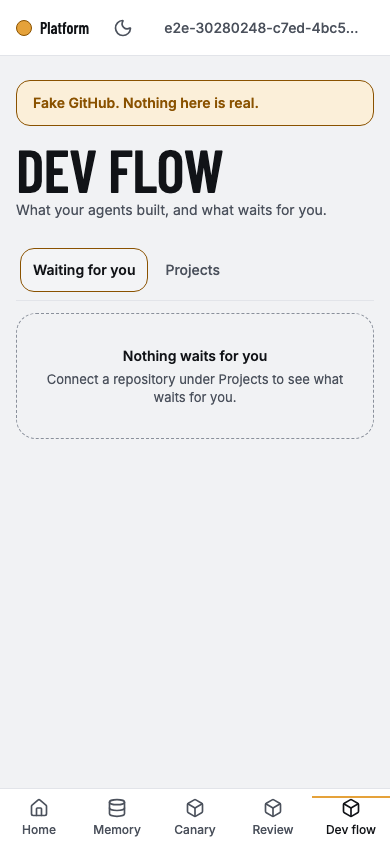 Platform
e2e-30280248-c7ed-4bc5...
Fake GitHub. Nothing here is real.
DEV FLOW
What your agents built, and what waits for you.
Waiting for you
Projects
Nothing waits for you
Connect a repository under Projects to see what
waits for you.
Home
Memory
Canary
Review
Dev flow